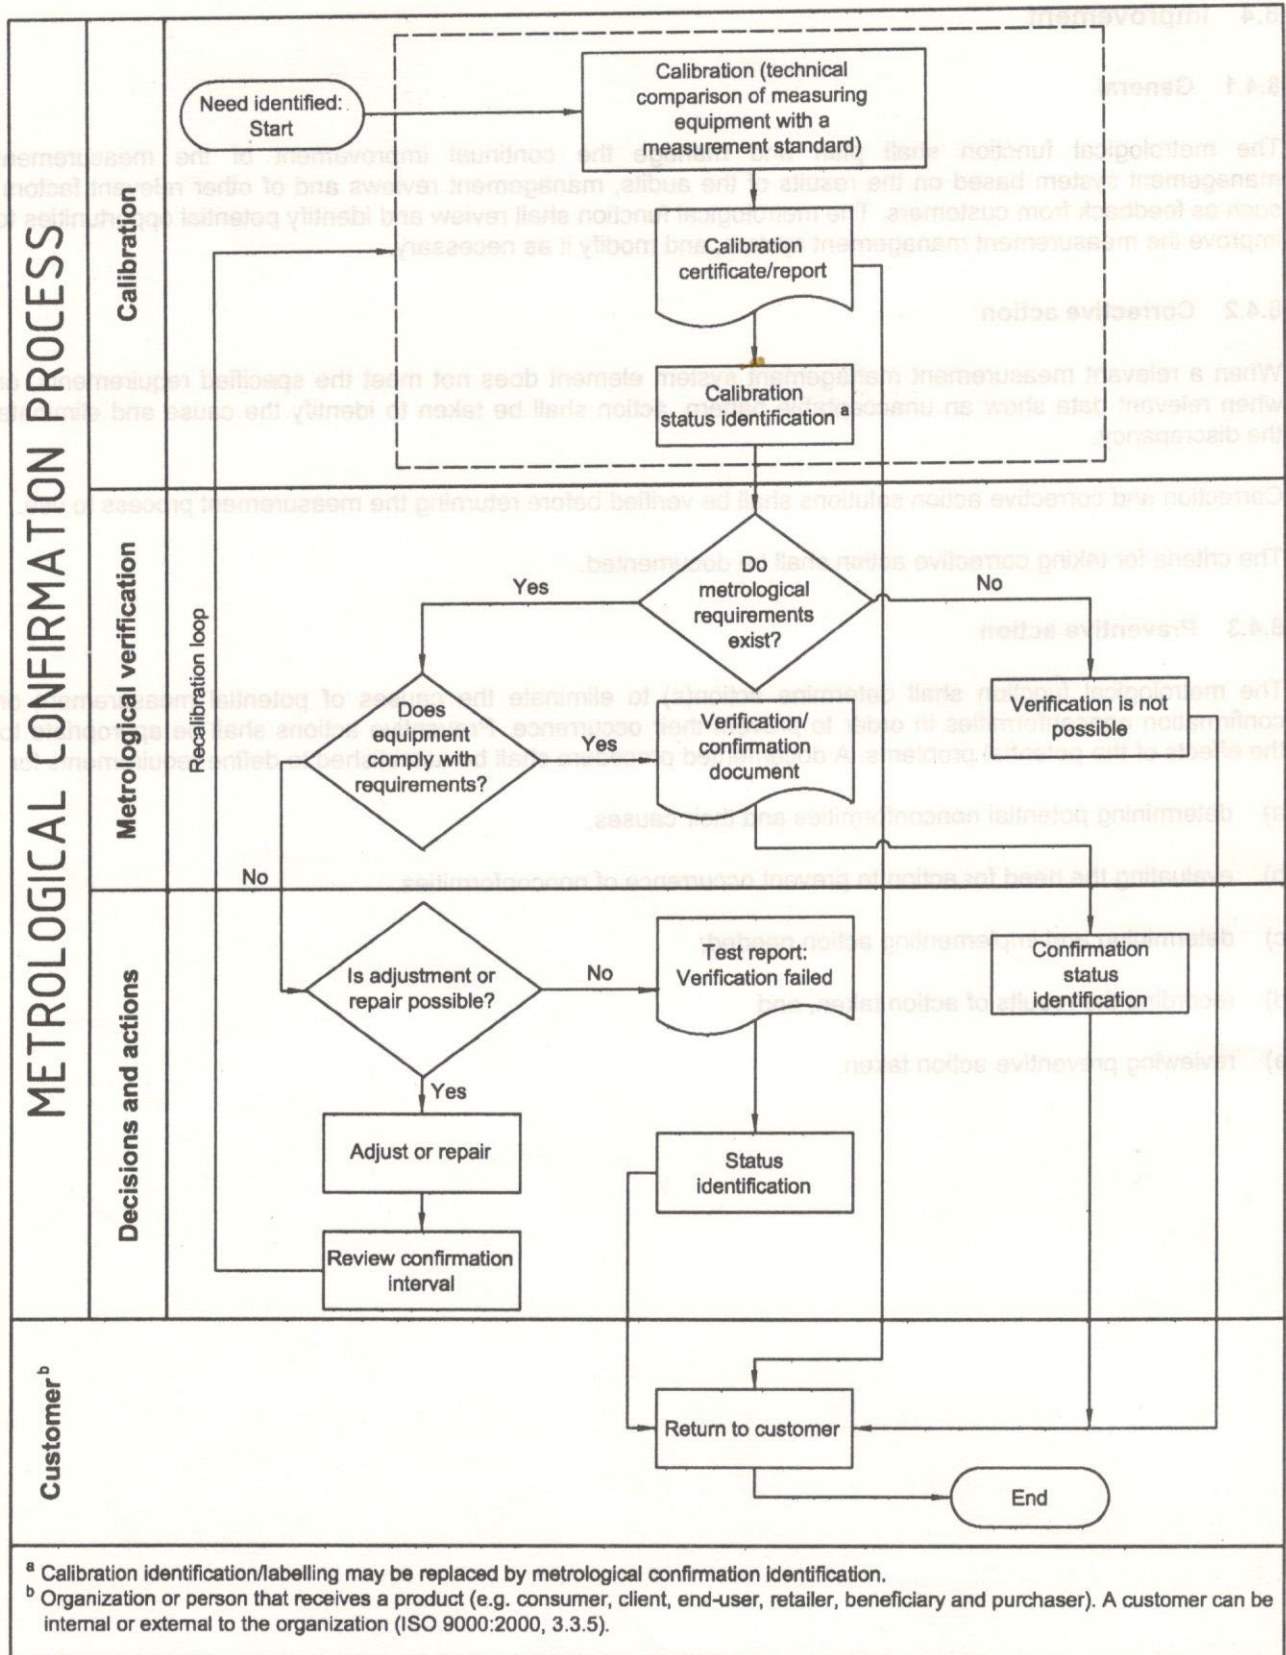 METROLOGICAL CONFIRMATION PROCESS
Calibration
Need identified:
Start
Calibration (technical
comparison of measuring
equipment with a
measurement standard)
Calibration
certificate/report
Calibration
status identification a
Metrological verification
Recalibration loop
Do
metrological
requirements
exist?
Yes
No
Does
equipment
comply with
requirements?
Yes
Verification/
confirmation
document
Verification is not
possible
No
Decisions and actions
Is adjustment or
repair possible?
No
Test report:
Verification failed
Confirmation
status
identification
Yes
Adjust or repair
Status
identification
Review confirmation
interval
Customer b
Return to customer
End
a Calibration identification/labelling may be replaced by metrological confirmation identification.
b Organization or person that receives a product (e.g. consumer, client, end-user, retailer, beneficiary and purchaser). A customer can be
internal or external to the organization (ISO 9000:2000, 3.3.5).